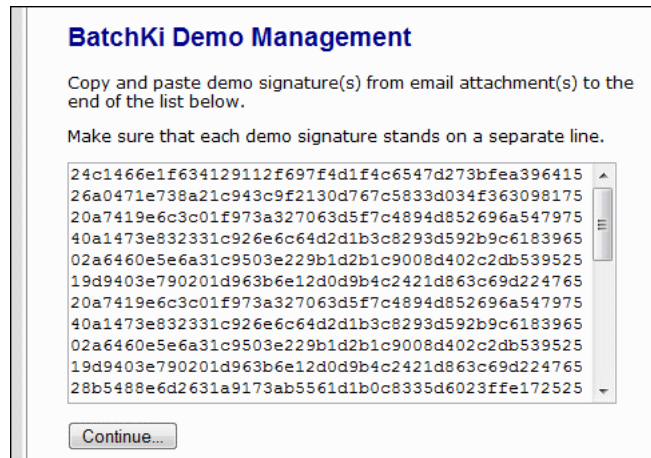 BatchKi Demo Management
Copy and paste demo signature(s) from email attachment(s) to the
end of the list below.
Make sure that each demo signature stands on a separate line.
24c1466e1f634129112f697f4d1f4c6547d273bfea396415
26a0471e738a21c943c9f2130d767c5833d034f363098175
20a7419e6c3c01f973a327063d5f7c4894d852696a547975
40a1473e832331c926e6c64d2d1b3c8293d592b9c6183965
02a6460e5e6a31c9503e229b1d2b1c9008d402c2db539525
19d9403e790201d963b6e12d0d9b4c2421d863c69d224765
20a7419e6c3c01f973a327063d5f7c4894d852696a547975
40a1473e832331c926e6c64d2d1b3c8293d592b9c6183965
02a6460e5e6a31c9503e229b1d2b1c9008d402c2db539525
19d9403e790201d963b6e12d0d9b4c2421d863c69d224765
28b5488e6d2631a9173ab5561d1b0c8335d6023ffe172525
Continue...